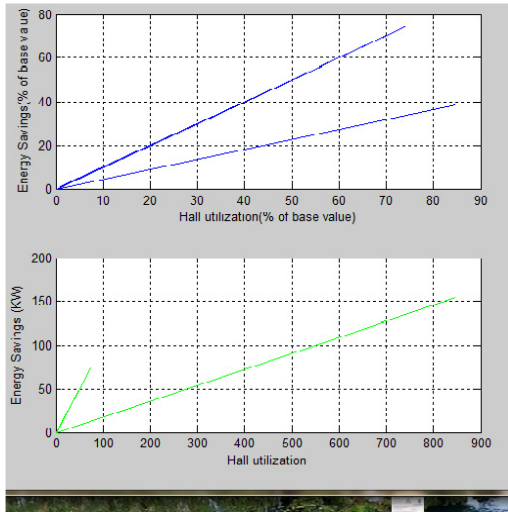 80
60
40
20
0
Energy Savings(% of base value)
0 10 20 30 40 50 60 70 80 90
Hall utilization(% of base value)
200
150
100
50
0
Energy Savings (KW)
0 100 200 300 400 500 600 700 800 900
Hall utilization